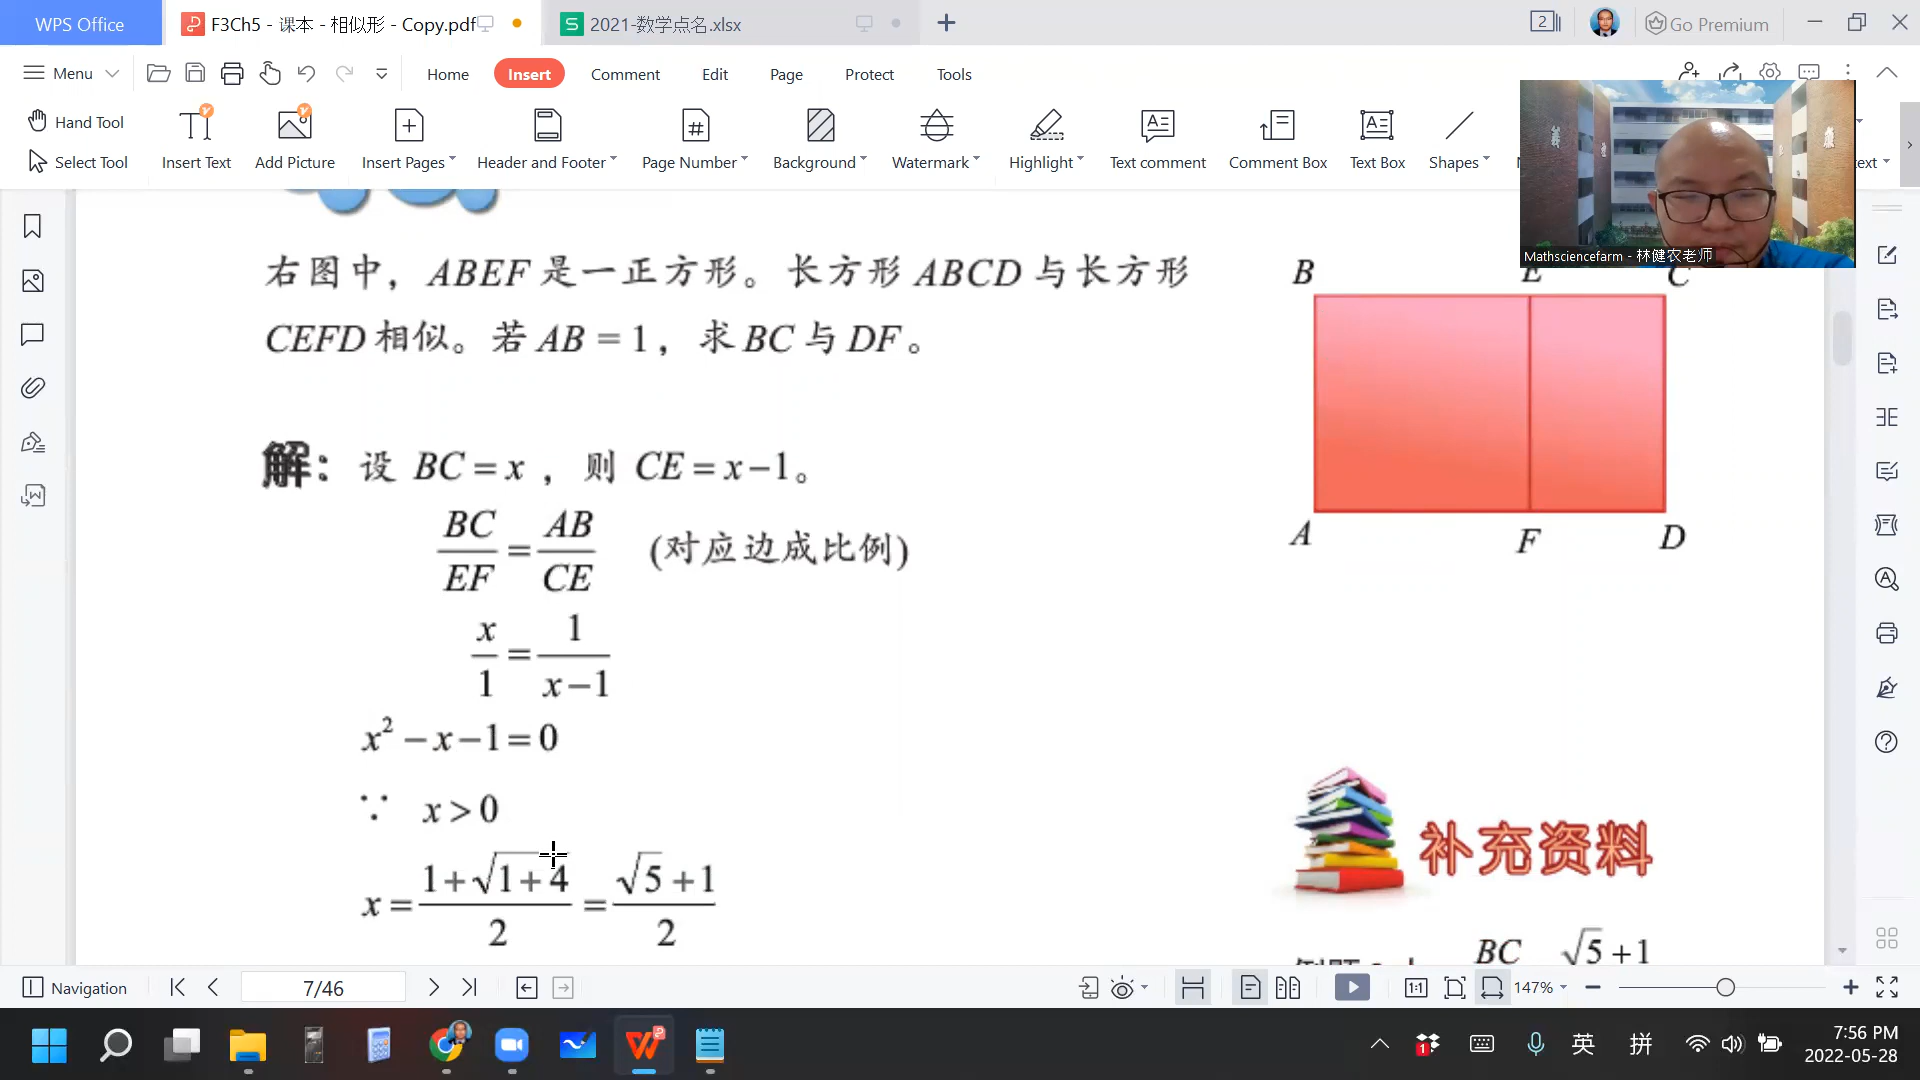 WPS Office
F3Ch5 - 课本 - 相似形 - Copy.pdf
S 2021-数学点名.xlsx
2
Go Premium
Menu
Home Insert Comment Edit Page Protect Tools
Hand Tool
Select Tool
Insert Text
Add Picture
Insert Pages
Header and Footer
Page Number
Background
Watermark
Highlight
Text comment
Comment Box
Text Box
Shapes
Mathsciencefarm - 林健农老师
右图中，ABEF 是一正方形。长方形 ABCD 与长方形
CEFD 相似。若 AB = 1，求 BC 与 DF。
B E C
A F D
解：设 BC = x ，则 CE = x − 1。
BC/EF = AB/CE (对应边成比例)
x/1 = 1/(x−1)
x² − x − 1 = 0
∵ x > 0
x = (1+√(1+4))/2 = (√5+1)/2
补充资料
BC √5 +1
Navigation
7/46
1:1
147%
1
英
拼
7:56 PM
2022-05-28